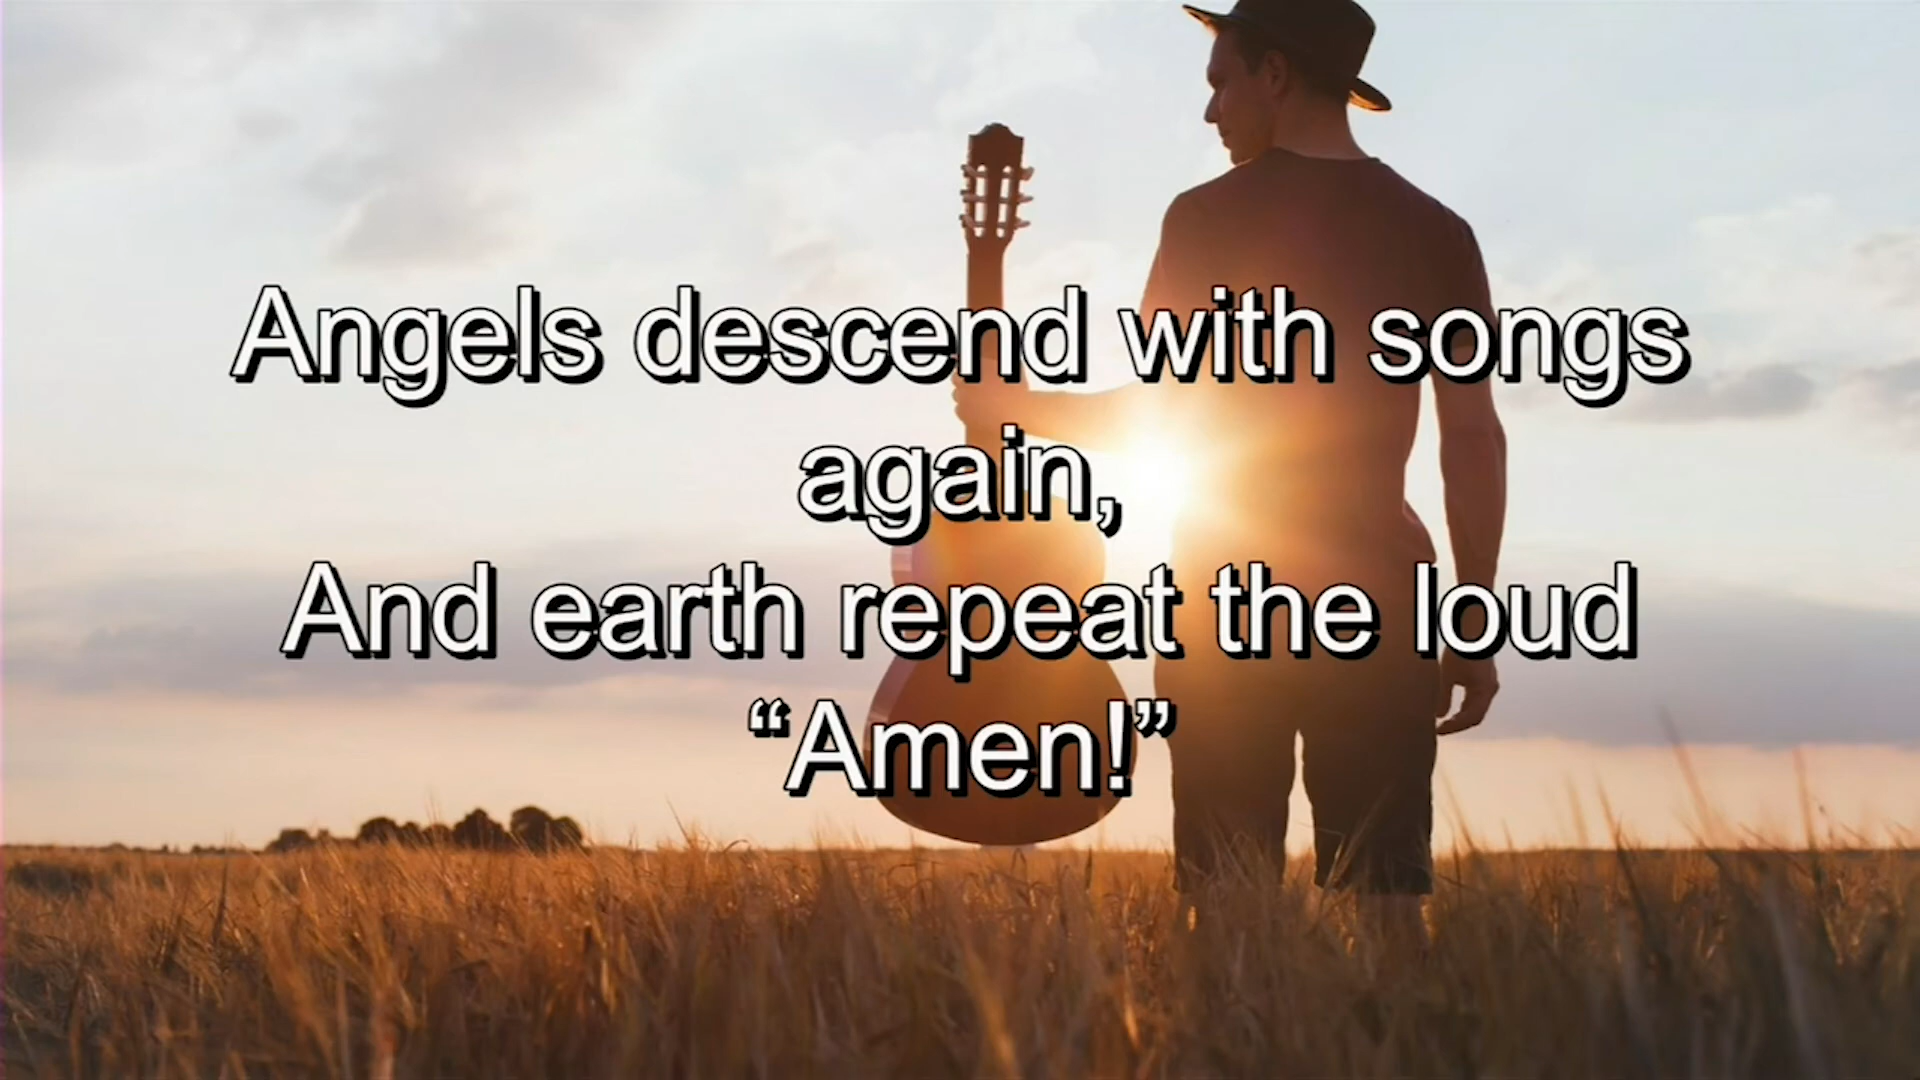 Angels descend with songs
again,
And earth repeat the loud
“Amen!”